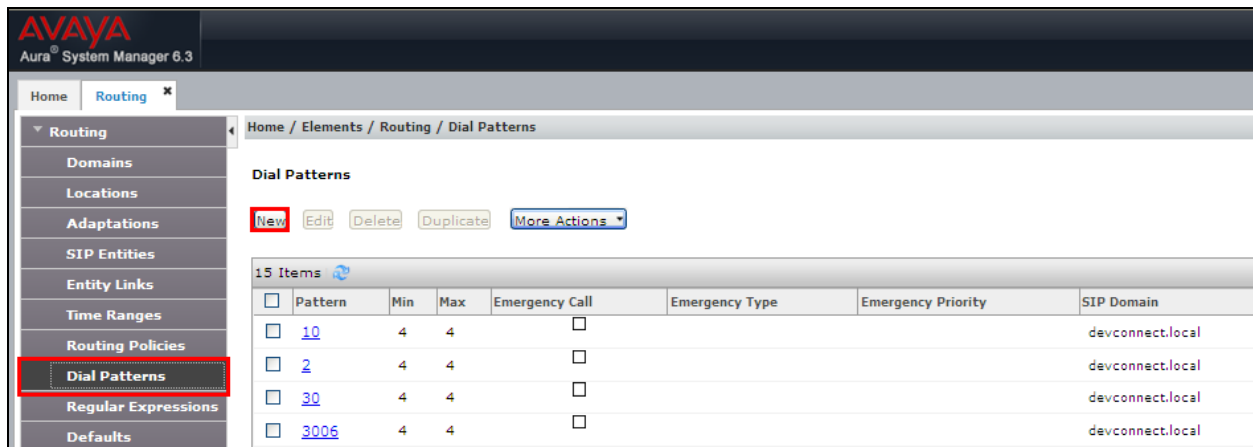 AVAYA
Aura® System Manager 6.3
Home
Routing ×
Routing
Home / Elements / Routing / Dial Patterns
Domains
Locations
Adaptations
SIP Entities
Entity Links
Time Ranges
Routing Policies
Dial Patterns
Regular Expressions
Defaults
Dial Patterns
New Edit Delete Duplicate More Actions
15 Items
Pattern Min Max Emergency Call Emergency Type Emergency Priority SIP Domain
10 4 4 devconnect.local
2 4 4 devconnect.local
30 4 4 devconnect.local
3006 4 4 devconnect.local